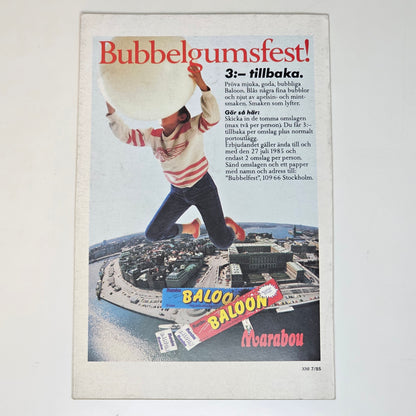 Bubbelgumsfest!
3:– tillbaka.
Pröva mjuka, goda, bubbliga
Baloon. Blås några fina bubblor
och njut av apelsin- och mint-
smaken. Smaken som lyfter.
Gör så här:
Skicka in de tomma omslagen
(max två per person). Du får 3:–
tillbaka per omslag plus normalt
portoutlägg.
Erbjudandet gäller ända till och
med den 27 juli 1985 och
endast 2 omslag per person.
Sänd omslagen och ett papper
med namn och adress till:
"Bubbelfest", 109 66 Stockholm.
BALOON
BALOON
Marabou
XNI 7/85